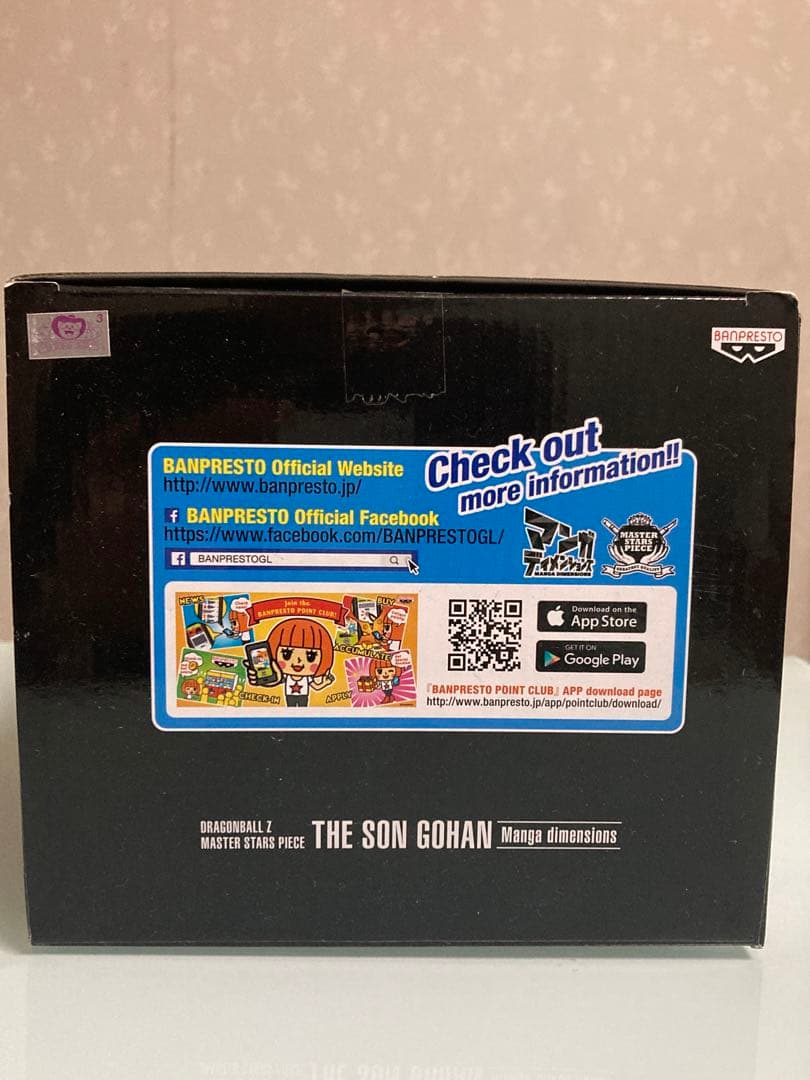 3
BANPRESTO
Check out
more information!!
BANPRESTO Official Website
http://www.banpresto.jp/
f BANPRESTO Official Facebook
https://www.facebook.com/BANPRESTOGL/
f BANPRESTOGL
マンガ
ディメンションズ
MANGA DIMENSIONS
MASTER
STARS
PIECE
NEWS
Join the
BANPRESTO POINT CLUB!
BUY
ACCUMULATE
CHECK-IN
APPLY
Download on the
App Store
GET IT ON
Google Play
『BANPRESTO POINT CLUB』 APP download page
http://www.banpresto.jp/app/pointclub/download/
DRAGONBALL Z
MASTER STARS PIECE
THE SON GOHAN
Manga dimensions